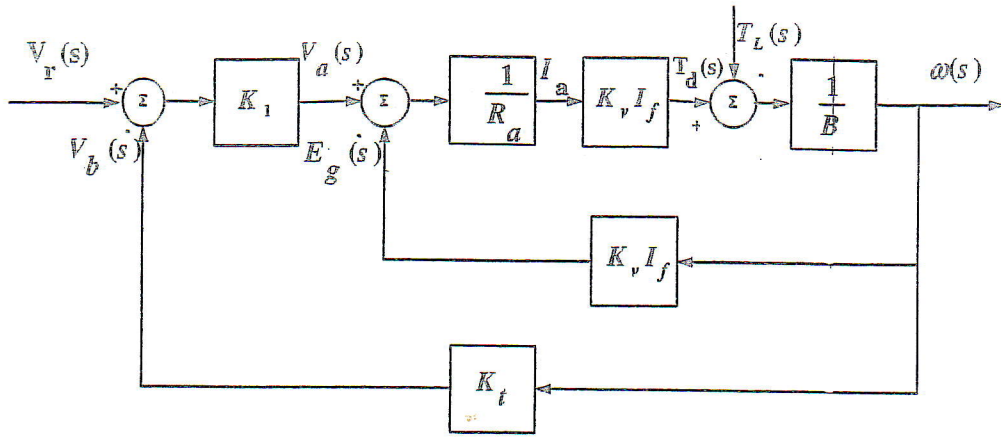 V_r(s)
+
Σ
V_b(s)
-
K_1
V_a(s)
+
Σ
E_g(s)
-
1
R_a
I_a
K_v I_f
T_d(s)
+
Σ
T_L(s)
-
1
B
ω(s)
K_v I_f
K_t